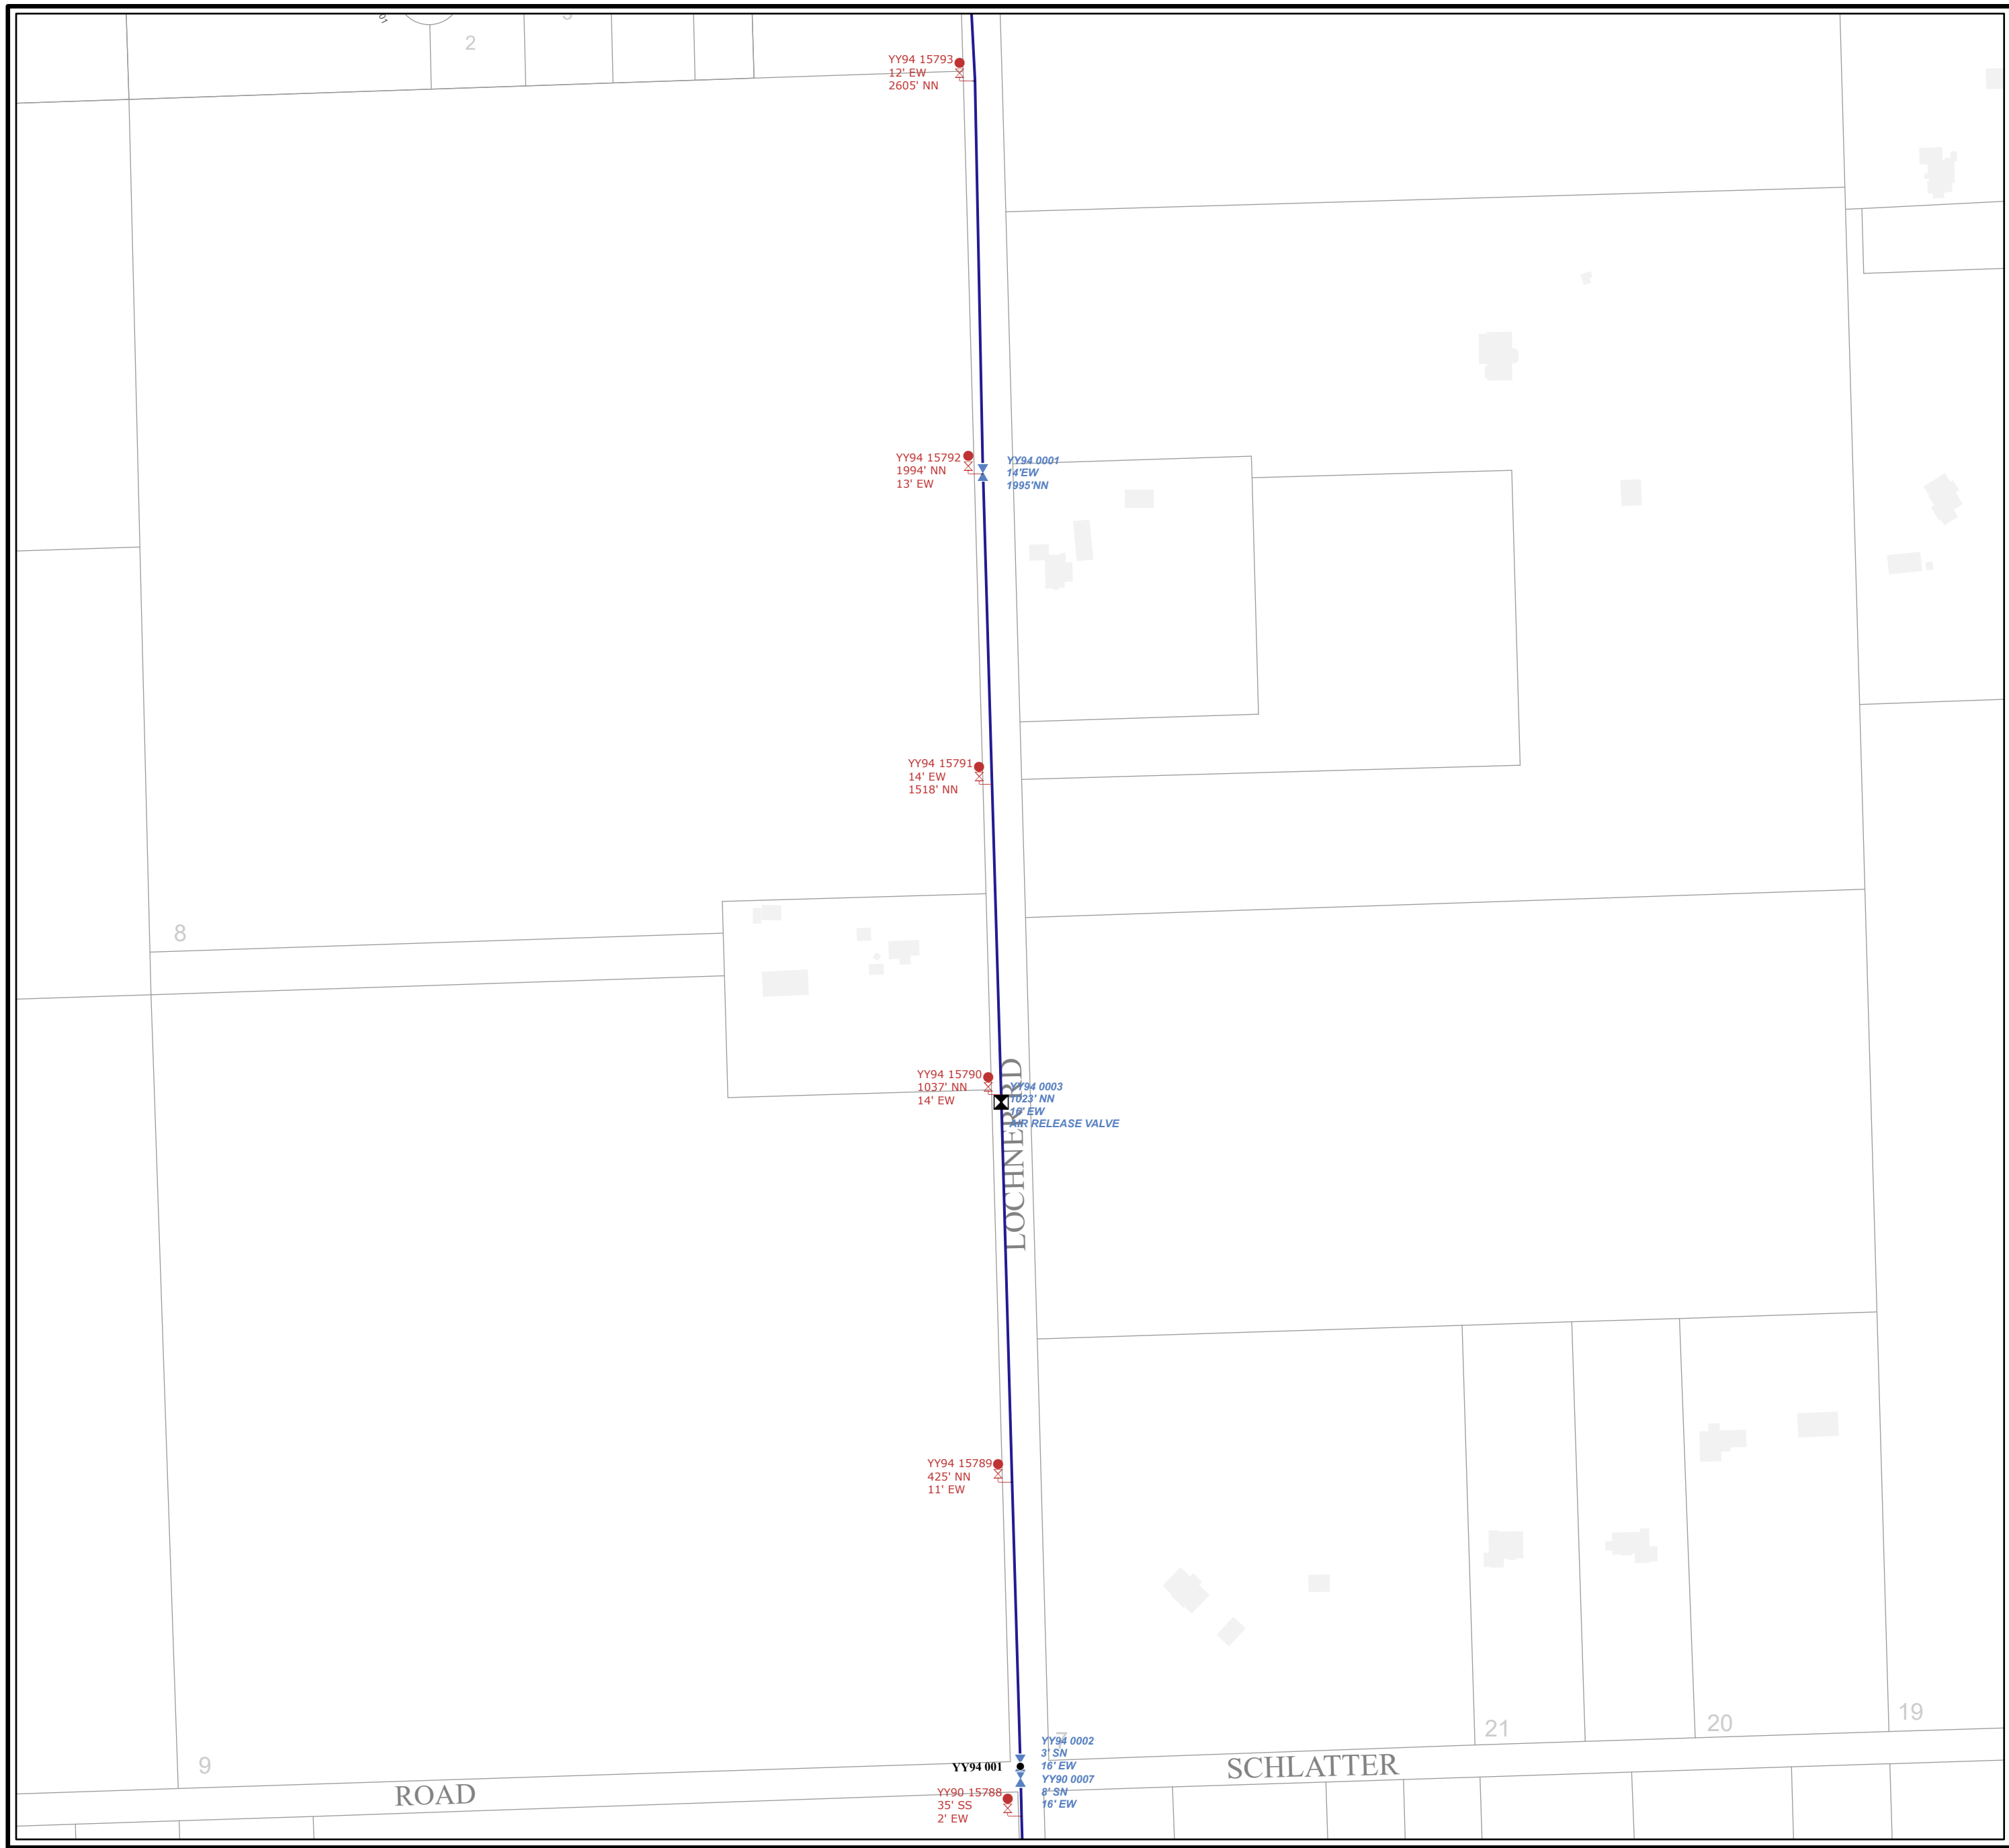 01
2
YY94 15793
12' EW
2605' NN
YY94 15792
1994' NN
13' EW
YY94 0001
14'EW
1995'NN
YY94 15791
14' EW
1518' NN
8
YY94 15790
1037' NN
14' EW
YY94 0003
1023' NN
16' EW
AIR RELEASE VALVE
LOCHNER RD
YY94 15789
425' NN
11' EW
19
20
21
7
9
YY94 0002
3' SN
16' EW
YY94 001
SCHLATTER
ROAD
YY90 0007
8' SN
16' EW
YY90 15788
35' SS
2' EW